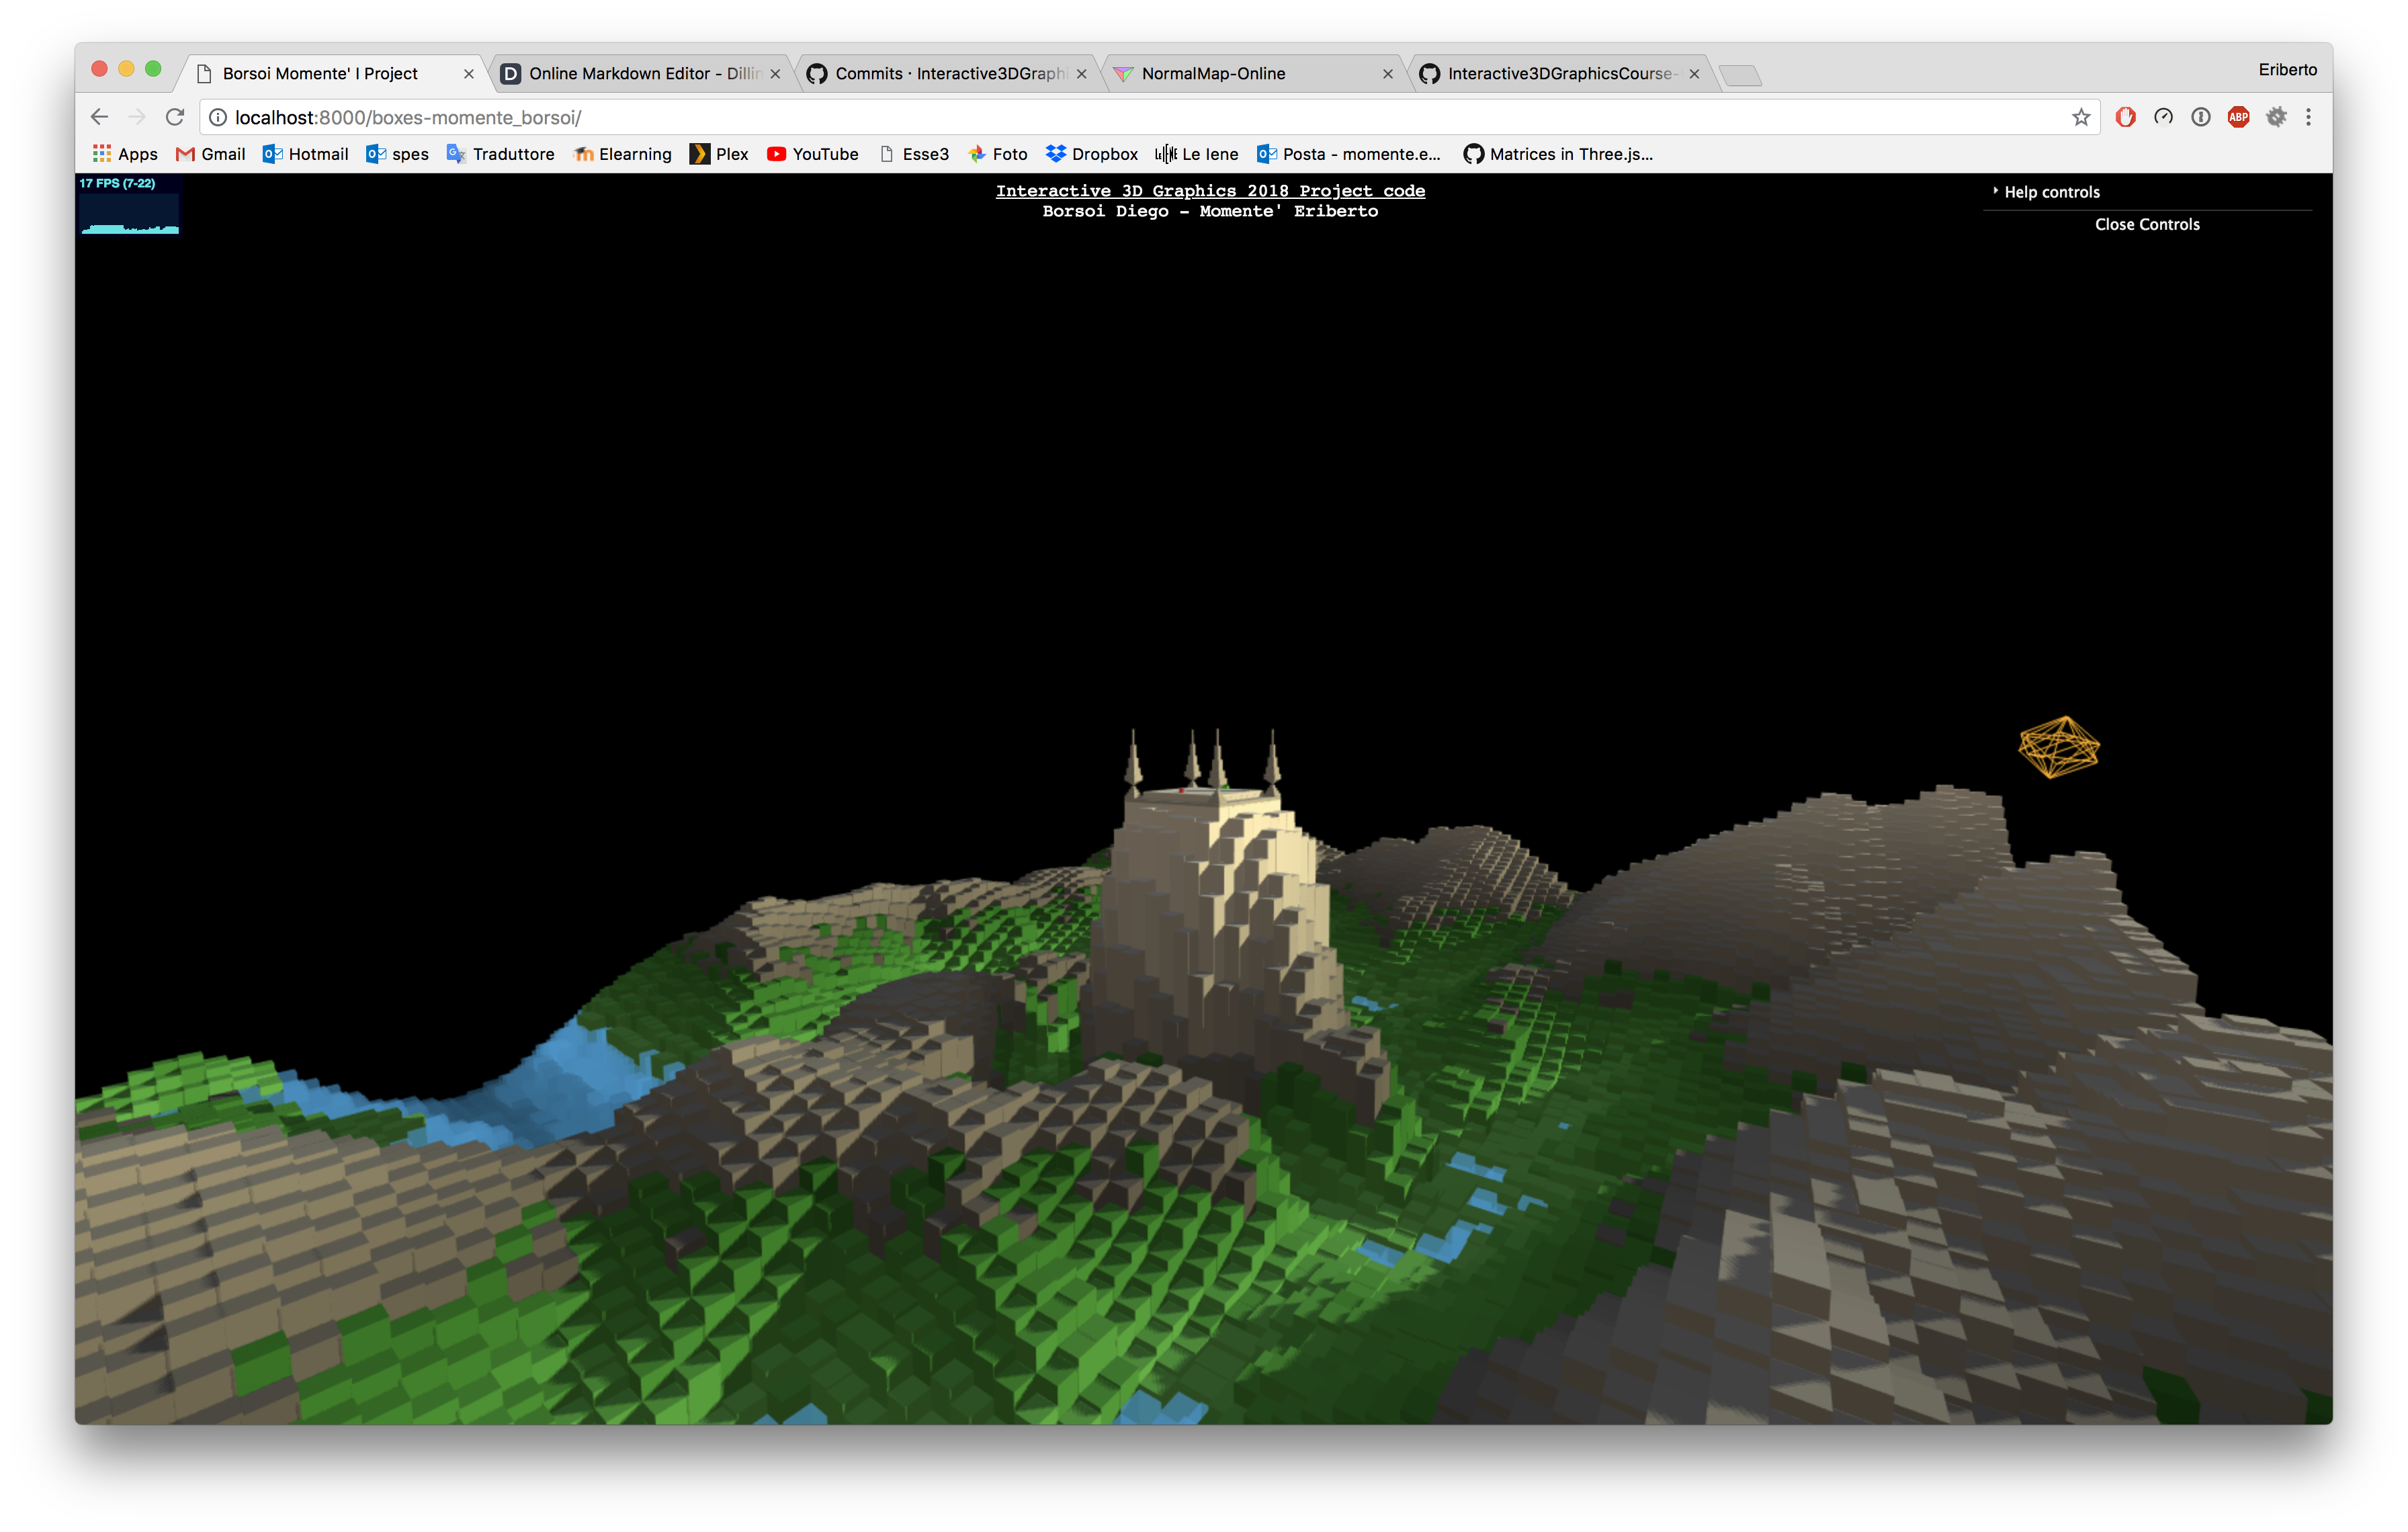 Borsoi Momente' I Project
Online Markdown Editor - Dillin
Commits · Interactive3DGraphi
NormalMap-Online
Interactive3DGraphicsCourse-
Eriberto
localhost:8000/boxes-momente_borsoi/
ABP
Apps
Gmail
Hotmail
spes
Traduttore
Elearning
Plex
YouTube
Esse3
Foto
Dropbox
Le Iene
Posta - momente.e...
Matrices in Three.js...
17 FPS (7-22)
Interactive 3D Graphics 2018 Project code
Borsoi Diego - Momente' Eriberto
Help controls
Close Controls